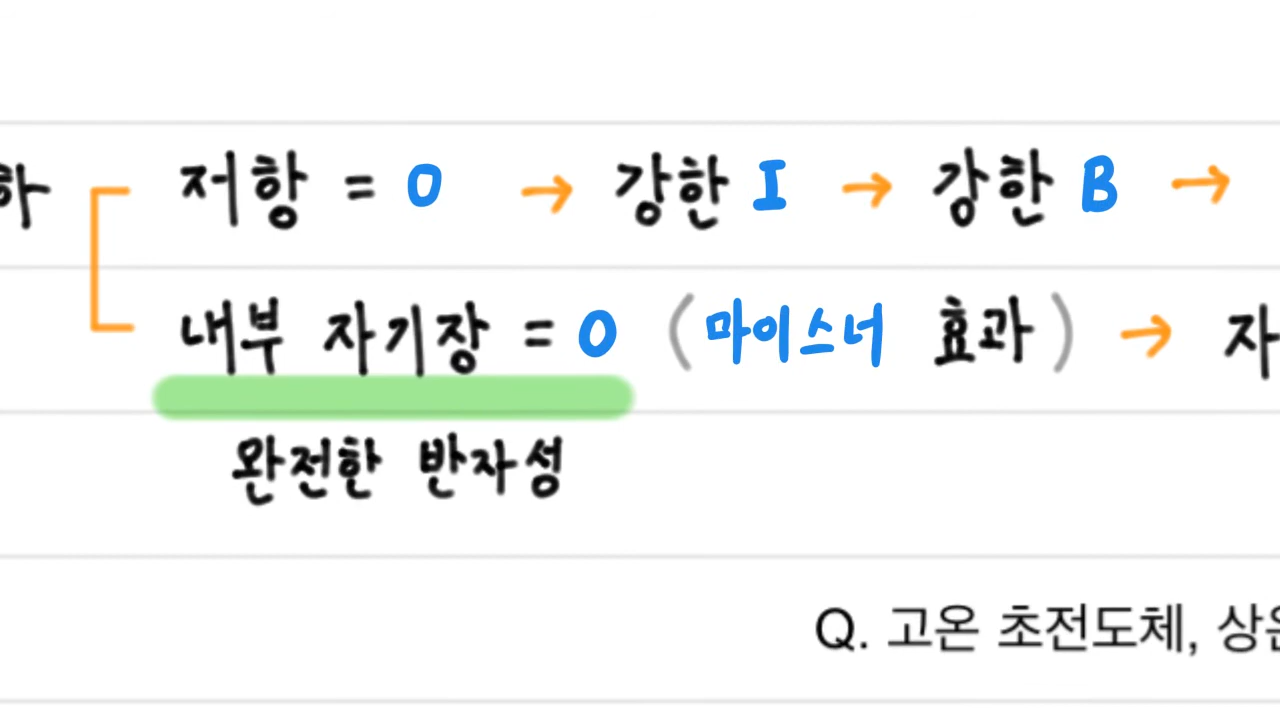 하 저항 = 0 → 강한 I → 강한 B →
내부 자기장 = 0 (마이스너 효과) → 자
완전한 반자성
Q. 고온 초전도체, 상온